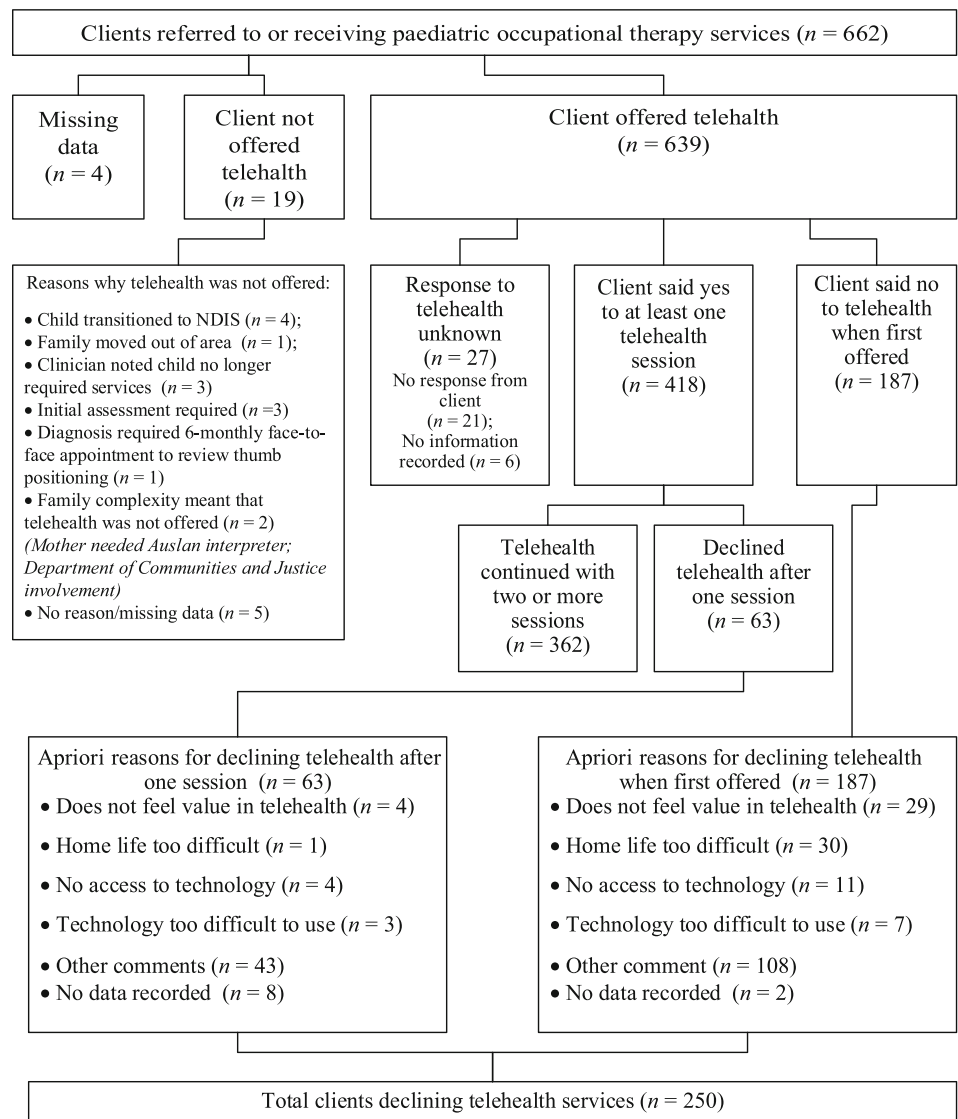 Clients referred to or receiving paediatric occupational therapy services (n = 662)
Missing
data
(n = 4)
Client not
offered
telehalth
(n = 19)
Client offered telehalth
(n = 639)
Reasons why telehealth was not offered:
• Child transitioned to NDIS (n = 4);
• Family moved out of area (n = 1);
• Clinician noted child no longer
required services (n = 3)
• Initial assessment required (n =3)
• Diagnosis required 6-monthly face-to-
face appointment to review thumb
positioning (n = 1)
• Family complexity meant that
telehealth was not offered (n = 2)
(Mother needed Auslan interpreter;
Department of Communities and Justice
involvement)
• No reason/missing data (n = 5)
Response to
telehealth
unknown
(n = 27)
No response from
client
(n = 21);
No information
recorded (n = 6)
Client said yes
to at least one
telehealth
session
(n = 418)
Client said no
to telehealth
when first
offered
(n = 187)
Telehealth
continued with
two or more
sessions
(n = 362)
Declined
telehealth after
one session
(n = 63)
Apriori reasons for declining telehealth after
one session (n = 63)
• Does not feel value in telehealth (n = 4)
• Home life too difficult (n = 1)
• No access to technology (n = 4)
• Technology too difficult to use (n = 3)
• Other comments (n = 43)
• No data recorded (n = 8)
Apriori reasons for declining telehealth
when first offered (n = 187)
• Does not feel value in telehealth (n = 29)
• Home life too difficult (n = 30)
• No access to technology (n = 11)
• Technology too difficult to use (n = 7)
• Other comment (n = 108)
• No data recorded (n = 2)
Total clients declining telehealth services (n = 250)